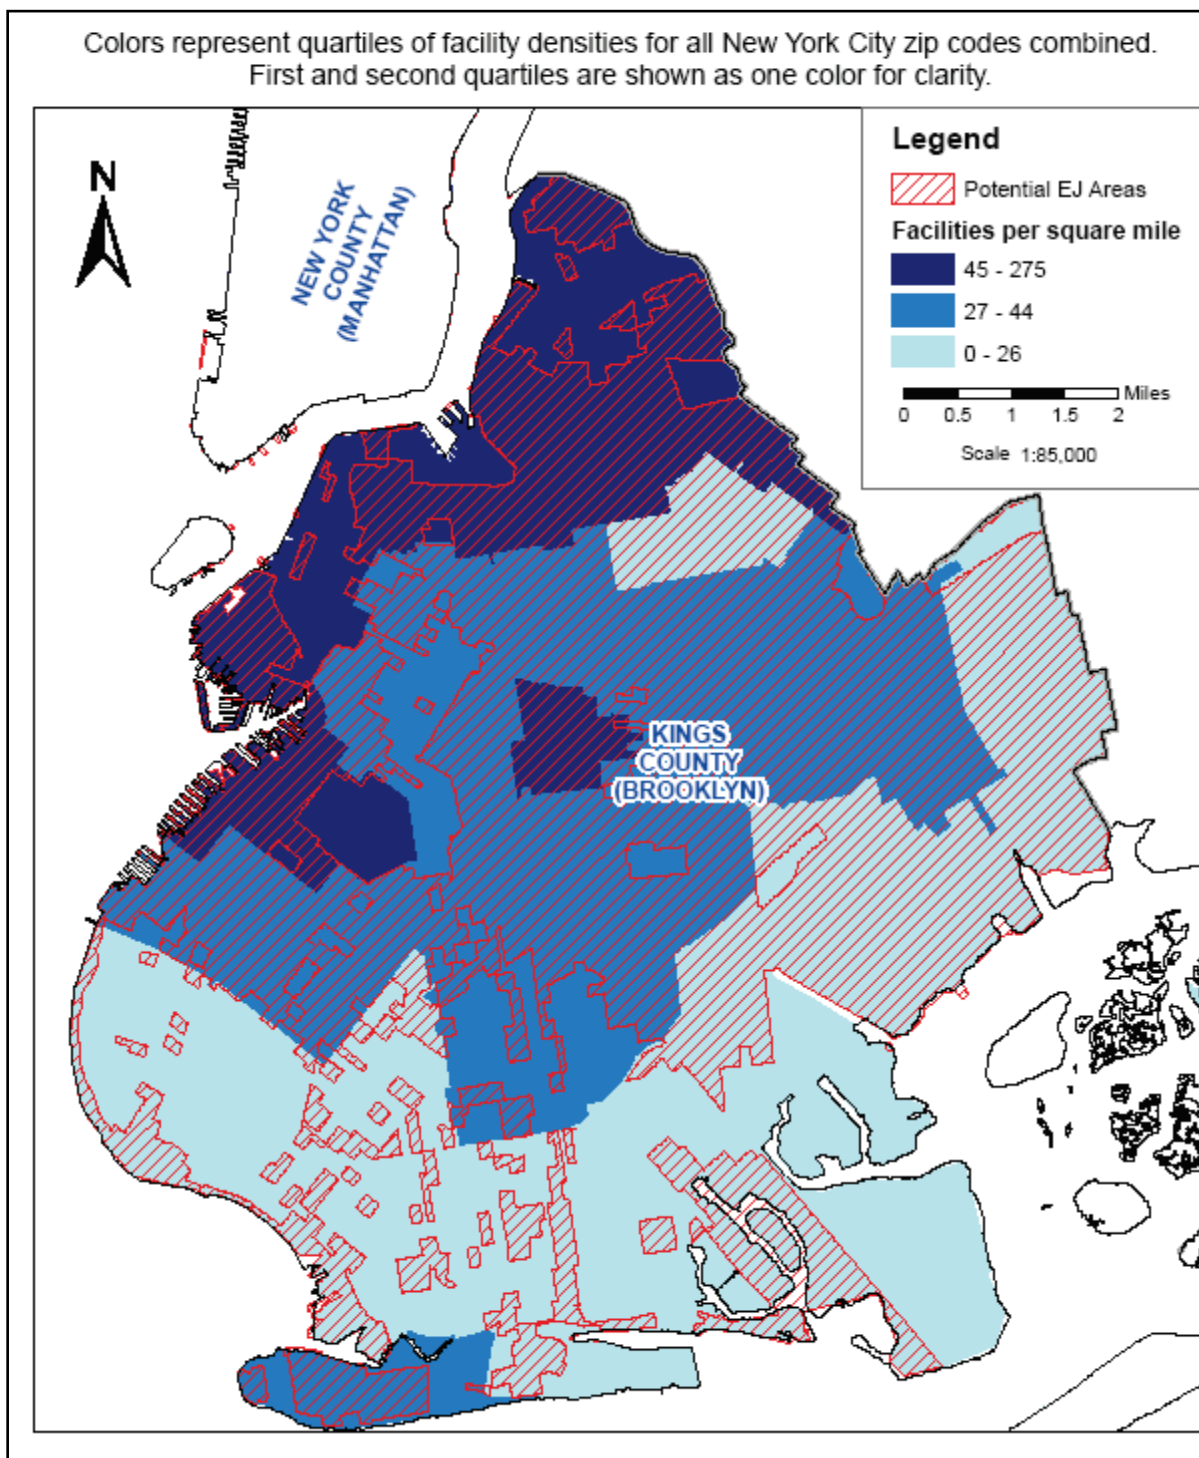 Colors represent quartiles of facility densities for all New York City zip codes combined.
First and second quartiles are shown as one color for clarity.
Legend
Potential EJ Areas
Facilities per square mile
45 - 275
27 - 44
0 - 26
Miles
0 0.5 1 1.5 2
Scale 1:85,000
N
NEW YORK
COUNTY
(MANHATTAN)
KINGS
COUNTY
(BROOKLYN)